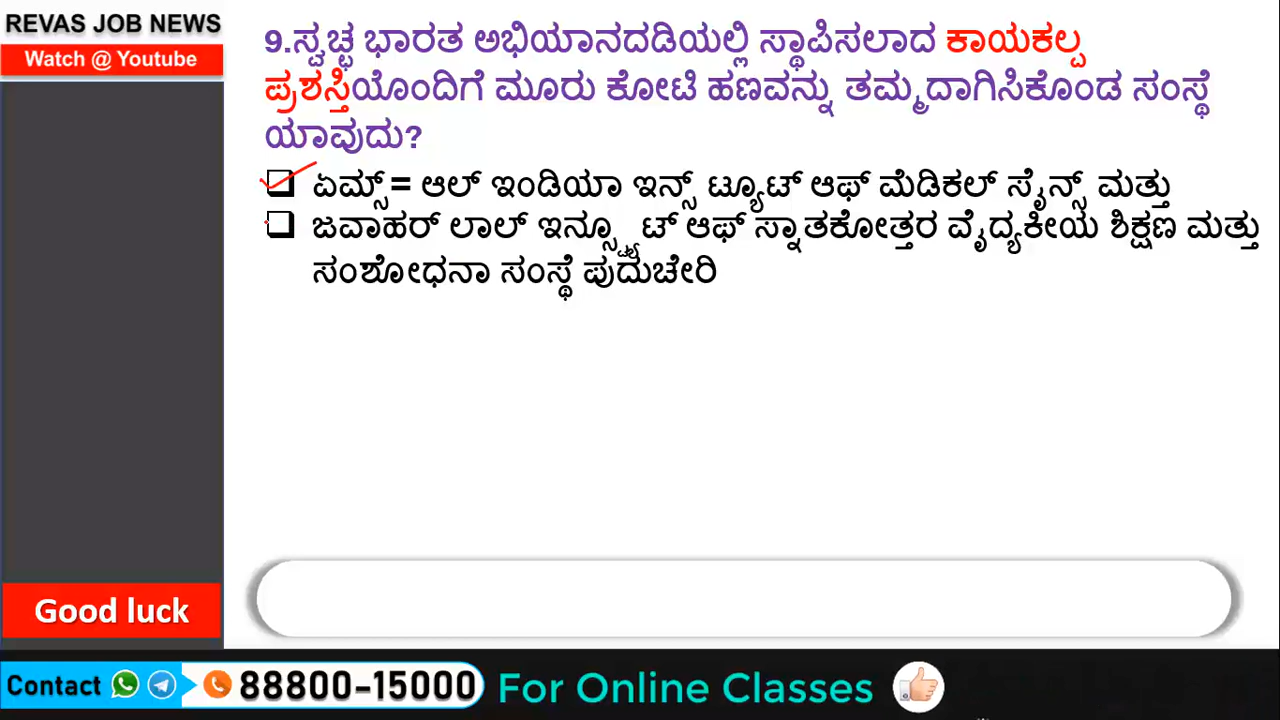 REVAS JOB NEWS
Watch @ Youtube
9.ಸ್ವಚ್ಛ ಭಾರತ ಅಭಿಯಾನದಡಿಯಲ್ಲಿ ಸ್ಥಾಪಿಸಲಾದ ಕಾಯಕಲ್ಪ
ಪ್ರಶಸ್ತಿಯೊಂದಿಗೆ ಮೂರು ಕೋಟಿ ಹಣವನ್ನು ತಮ್ಮದಾಗಿಸಿಕೊಂಡ ಸಂಸ್ಥೆ
ಯಾವುದು?
ಏಮ್ಸ್= ಆಲ್ ಇಂಡಿಯಾ ಇನ್ಸ್ ಟ್ಯೂಟ್ ಆಫ್ ಮೆಡಿಕಲ್ ಸೈನ್ಸ್ ಮತ್ತು
ಜವಾಹರ್ ಲಾಲ್ ಇನ್ಸ್ಟ್ಯೂಟ್ ಆಫ್ ಸ್ನಾತಕೋತ್ತರ ವೈದ್ಯಕೀಯ ಶಿಕ್ಷಣ ಮತ್ತು
ಸಂಶೋಧನಾ ಸಂಸ್ಥೆ ಪುದುಚೇರಿ
Good luck
Contact 88800-15000 For Online Classes